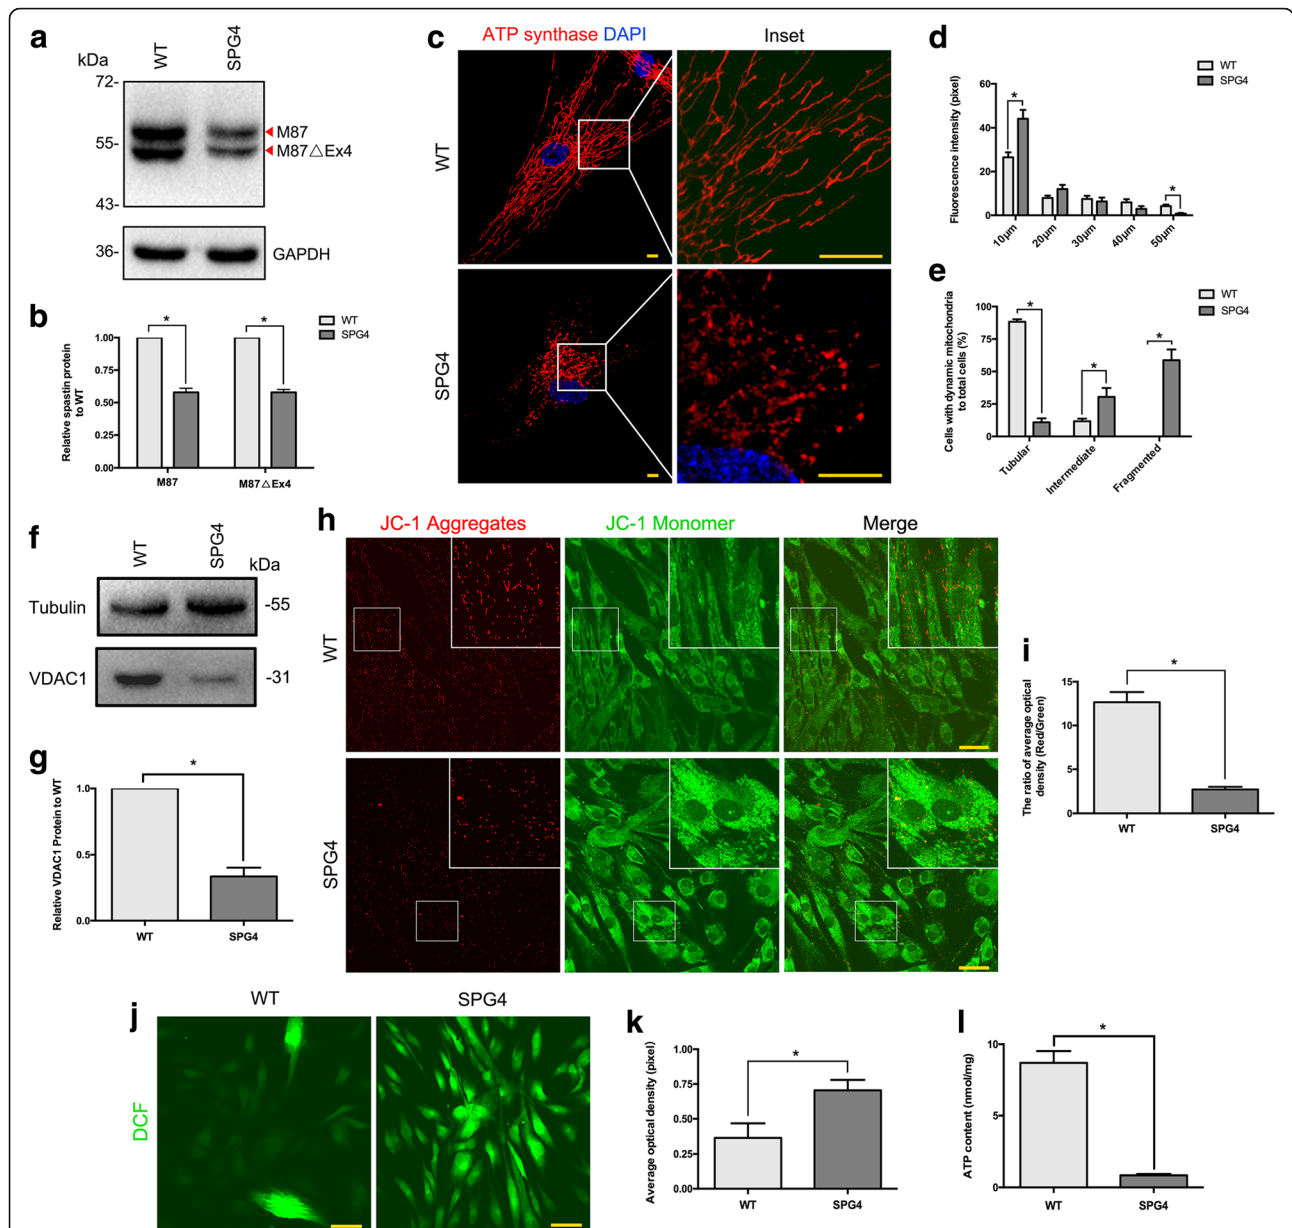 a
WT
SPG4
kDa
72-
55-
43-
36-
M87
M87△Ex4
GAPDH
b
Relative spastin protein
to WT
1.00
0.75
0.50
0.25
0.00
*
*
M87
M87△Ex4
WT
SPG4
c
ATP synthase DAPI
Inset
WT
SPG4
d
Fluorescence intensity (pixel)
60
40
20
0
*
*
10μm
20μm
30μm
40μm
50μm
WT
SPG4
e
Cells with dynamic mitochondria
to total cells (%)
100
75
50
25
0
*
*
*
Tubular
Intermediate
Fragmented
WT
SPG4
f
WT
SPG4
kDa
Tubulin
-55
VDAC1
-31
g
Relative VDAC1 Protein to WT
1.0
0.5
0.0
*
WT
SPG4
h
JC-1 Aggregates
JC-1 Monomer
Merge
WT
SPG4
i
The ratio of average optical
density (Red/Green)
15
10
5
0
*
WT
SPG4
j
WT
SPG4
DCF
k
Average optical density (pixel)
1.00
0.75
0.50
0.25
0.00
*
WT
SPG4
l
ATP content (nmol/mg)
10
5
0
*
WT
SPG4